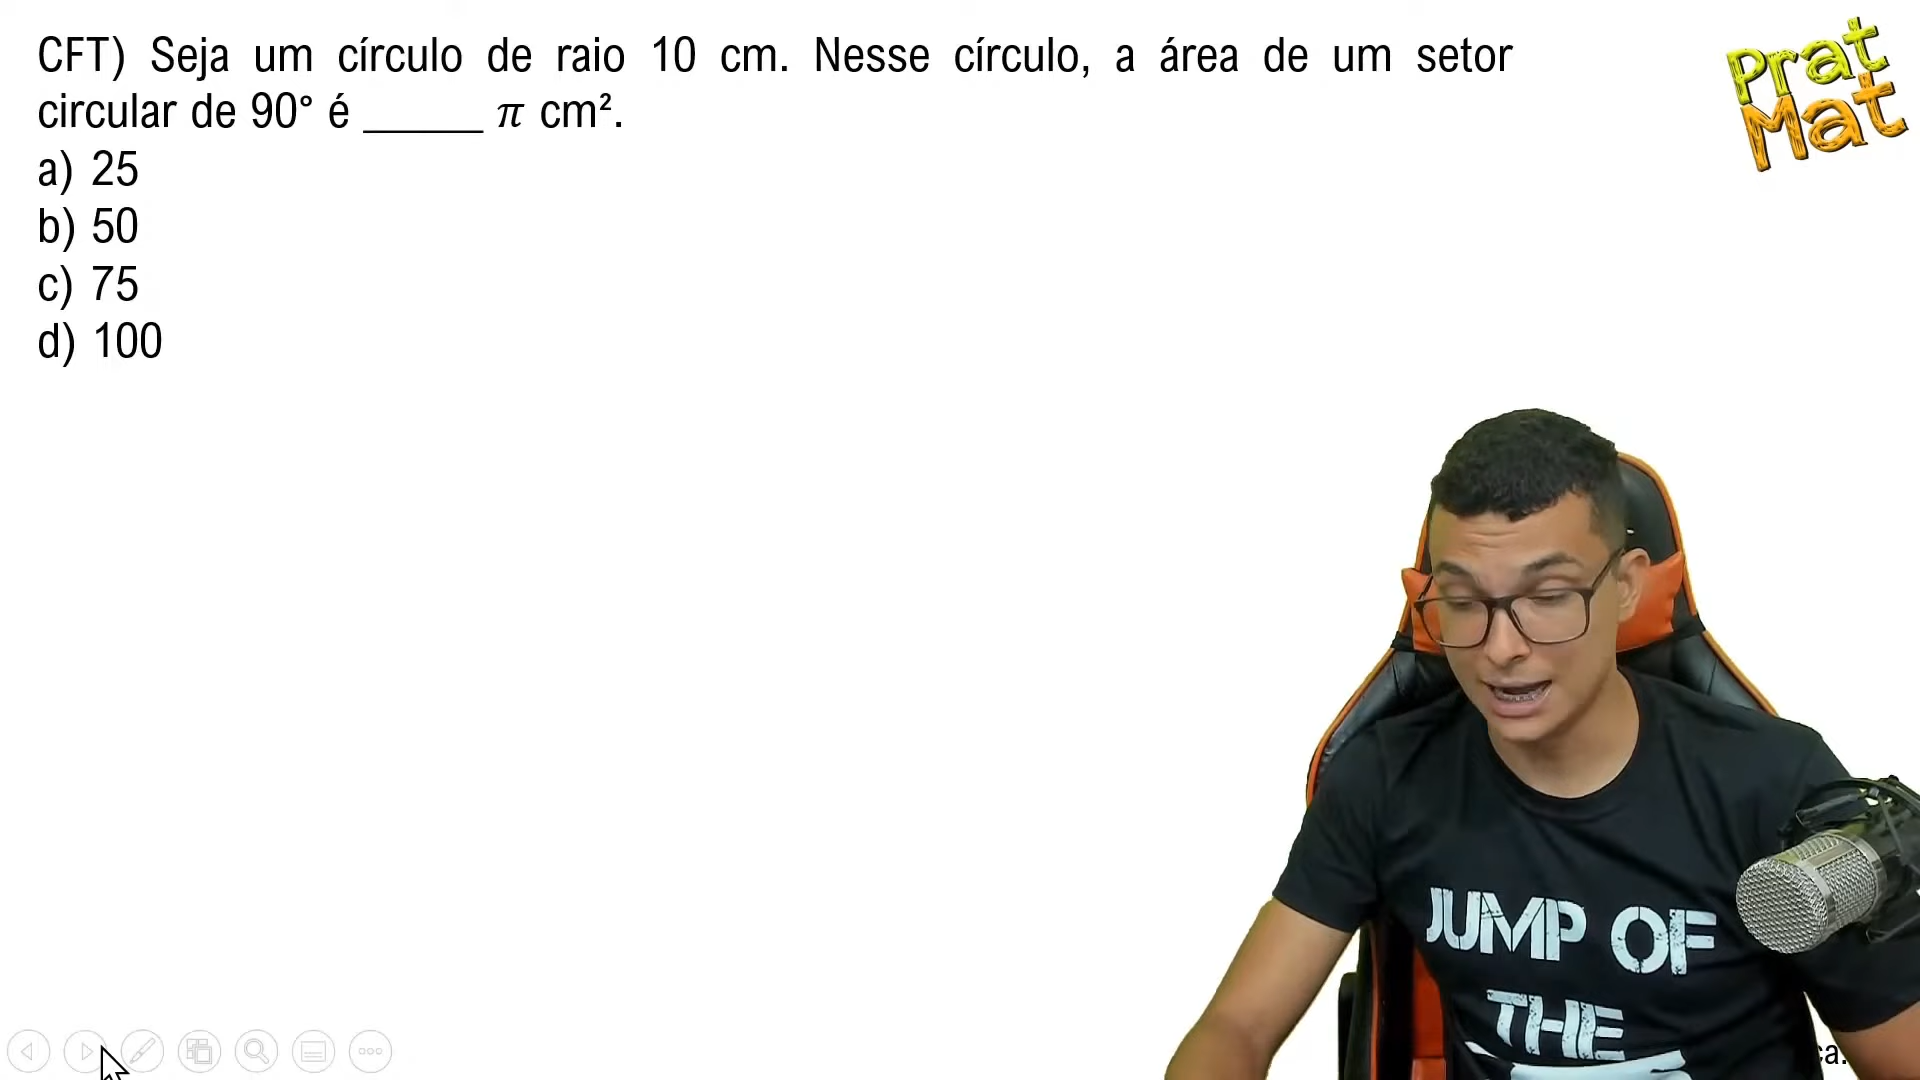 CFT) Seja um círculo de raio 10 cm. Nesse círculo, a área de um setor
circular de 90° é _____ π cm².
a) 25
b) 50
c) 75
d) 100
Prat
Mat
JUMP OF
THE